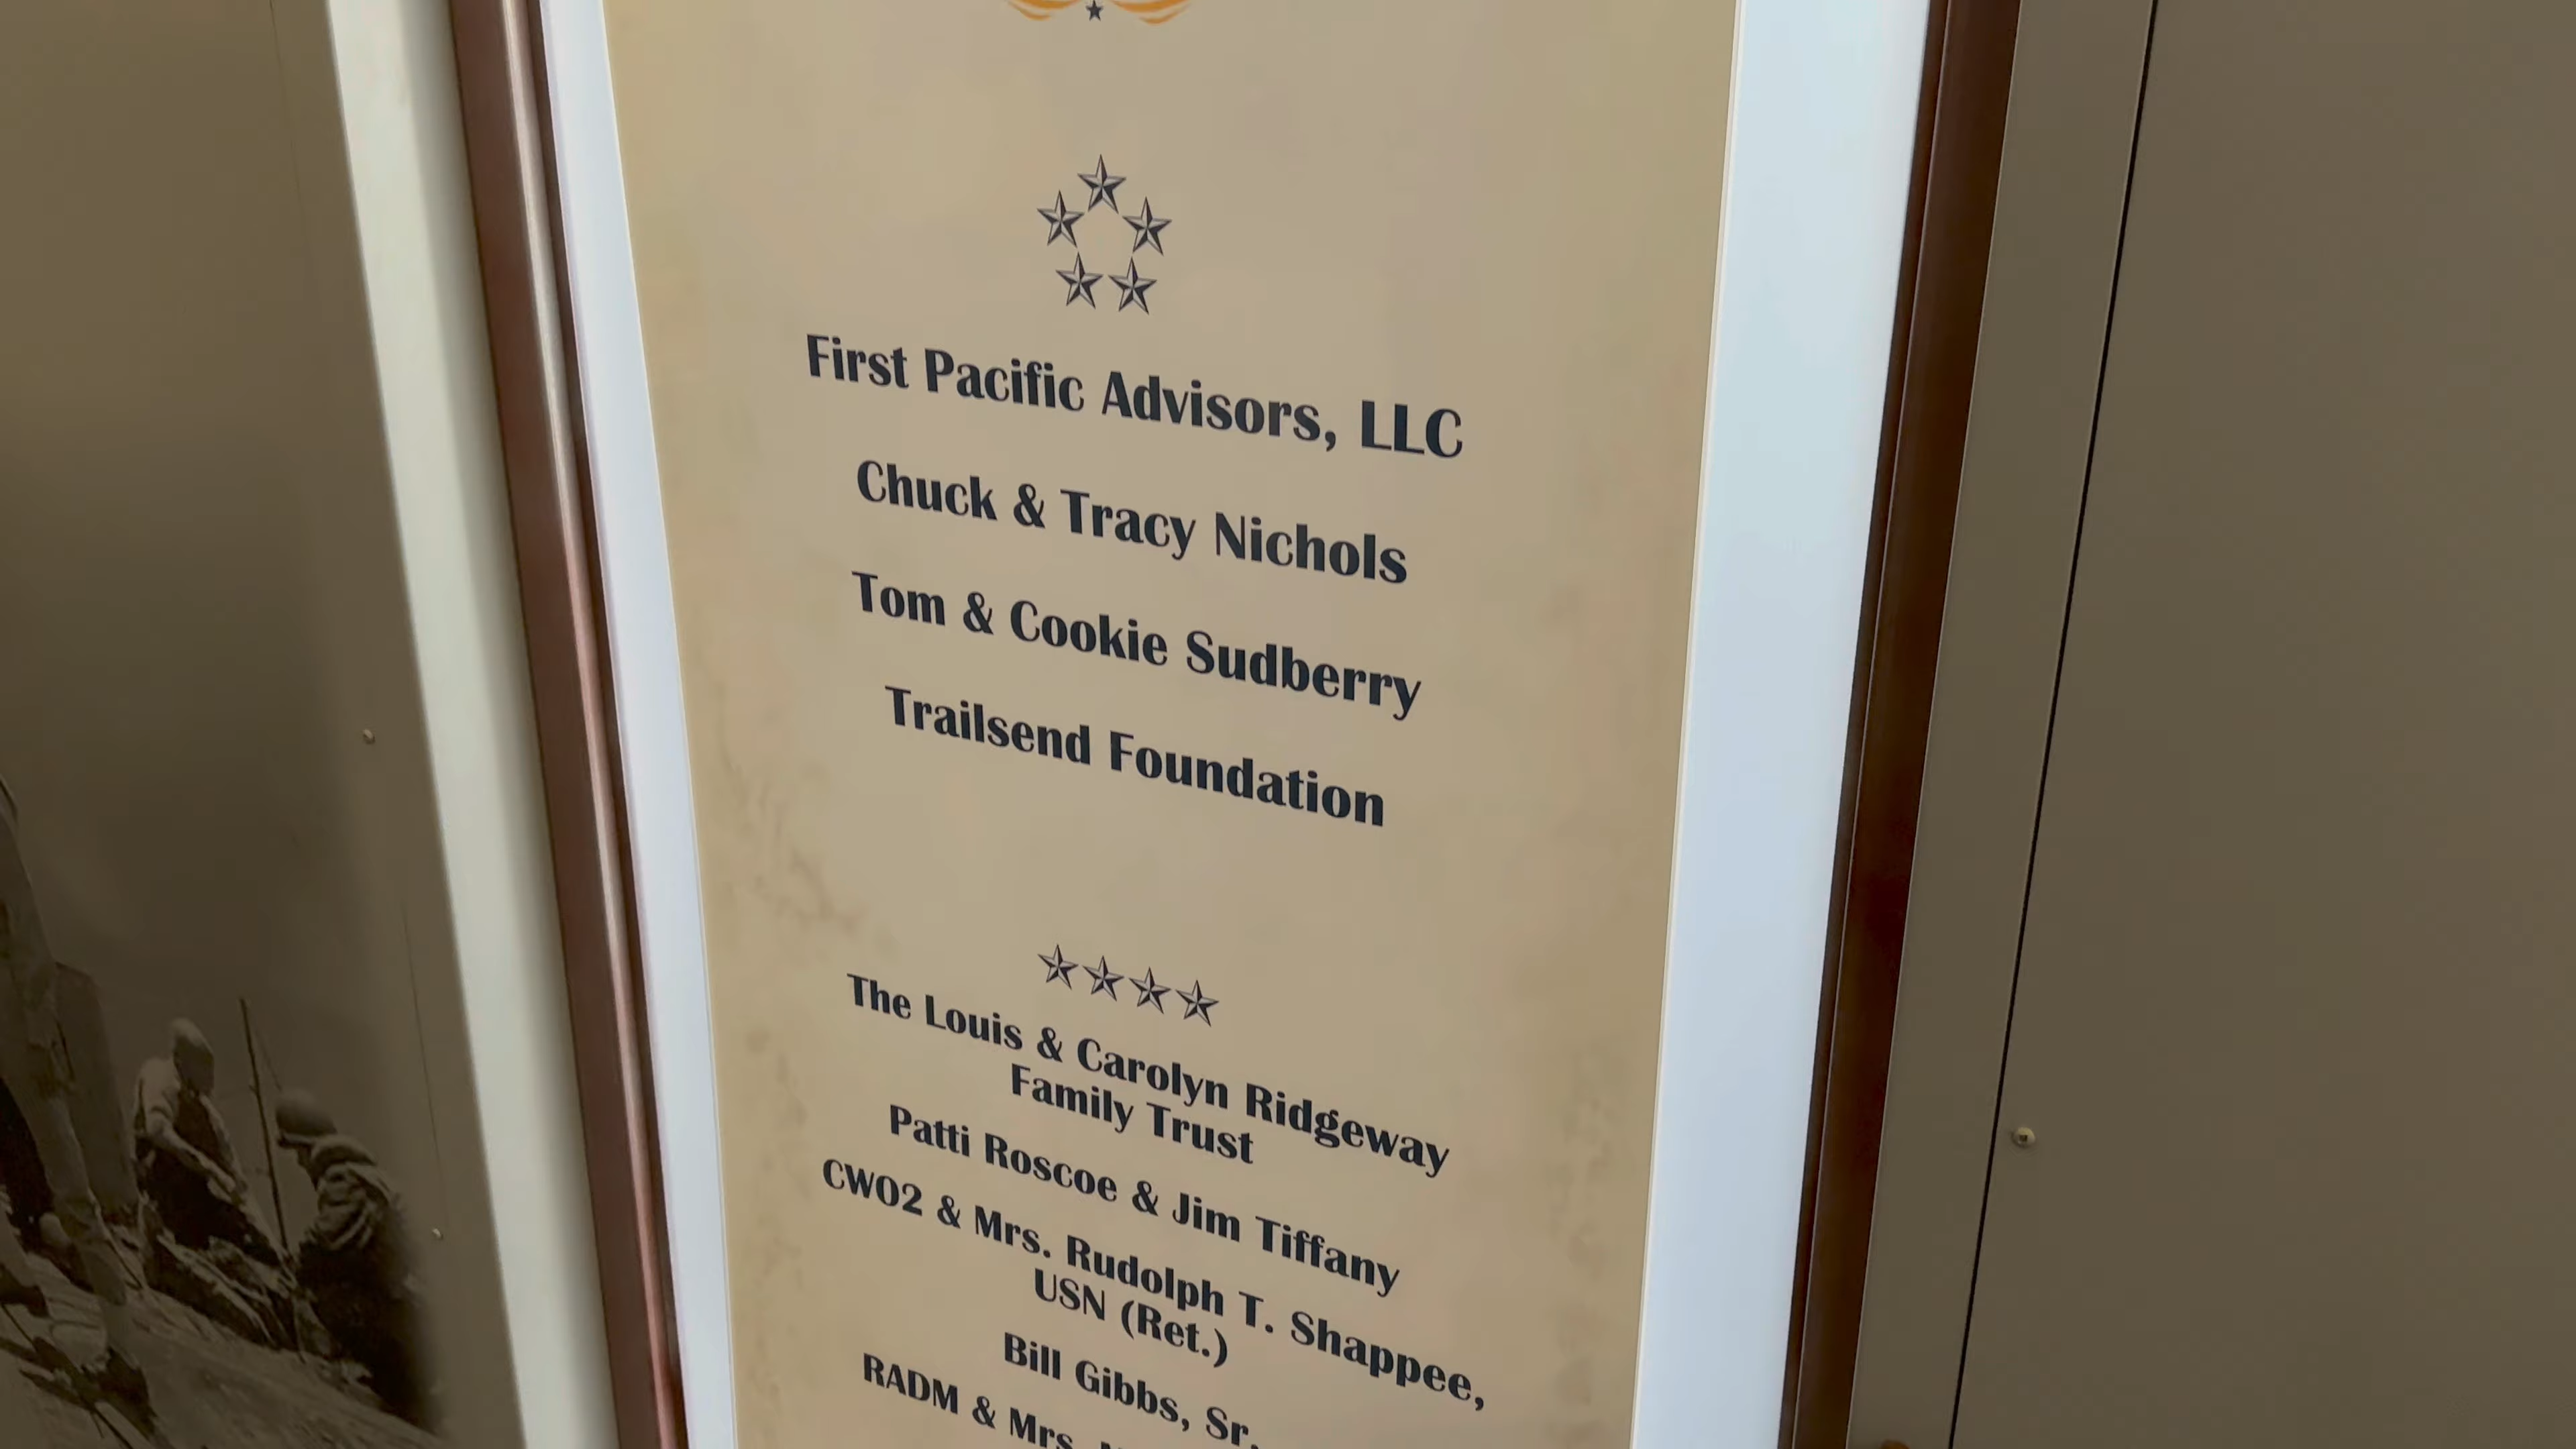 First Pacific Advisors, LLC
Chuck & Tracy Nichols
Tom & Cookie Sudberry
Trailsend Foundation
The Louis & Carolyn Ridgeway
Family Trust
Patti Roscoe & Jim Tiffany
CWO2 & Mrs. Rudolph T. Shappee,
USN (Ret.)
Bill Gibbs, Sr.
RADM & Mrs.